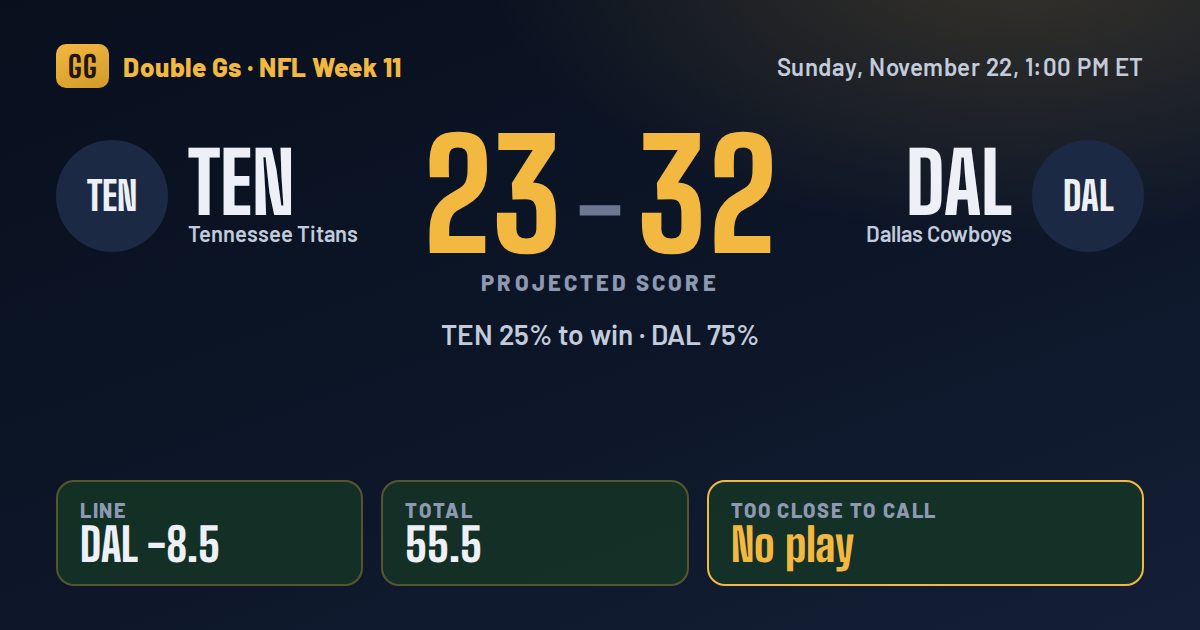 GG Double Gs · NFL Week 11
Sunday, November 22, 1:00 PM ET
TEN
TEN
Tennessee Titans
23 – 32
PROJECTED SCORE
TEN 25% to win · DAL 75%
DAL
Dallas Cowboys
DAL
LINE
DAL −8.5
TOTAL
55.5
TOO CLOSE TO CALL
No play